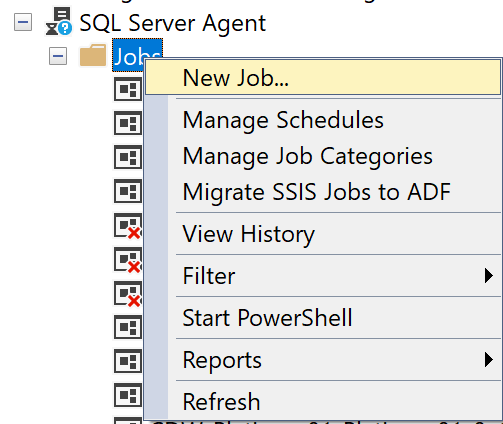 SQL Server Agent
Jobs
New Job...
Manage Schedules
Manage Job Categories
Migrate SSIS Jobs to ADF
View History
Filter
Start PowerShell
Reports
Refresh